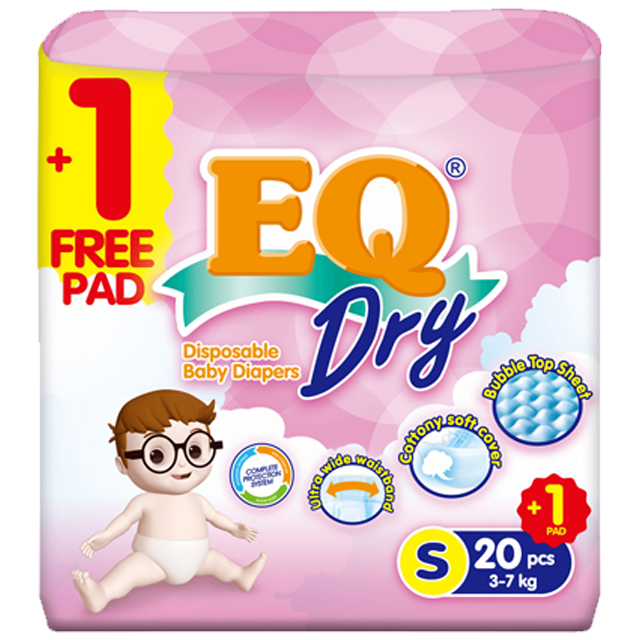 +1
FREE
PAD
EQ®
Dry
Disposable
Baby Diapers
Bubble Top Sheet
Cottony soft cover
Ultra wide waistband
COMPLETE
PROTECTION
SYSTEM
+1
PAD
S
20 pcs
3-7 kg